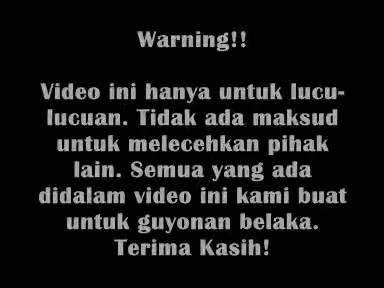 Warning!!
Video ini hanya untuk lucu-
lucuan. Tidak ada maksud
untuk melecehkan pihak
lain. Semua yang ada
didalam video ini kami buat
untuk guyonan belaka.
Terima Kasih!